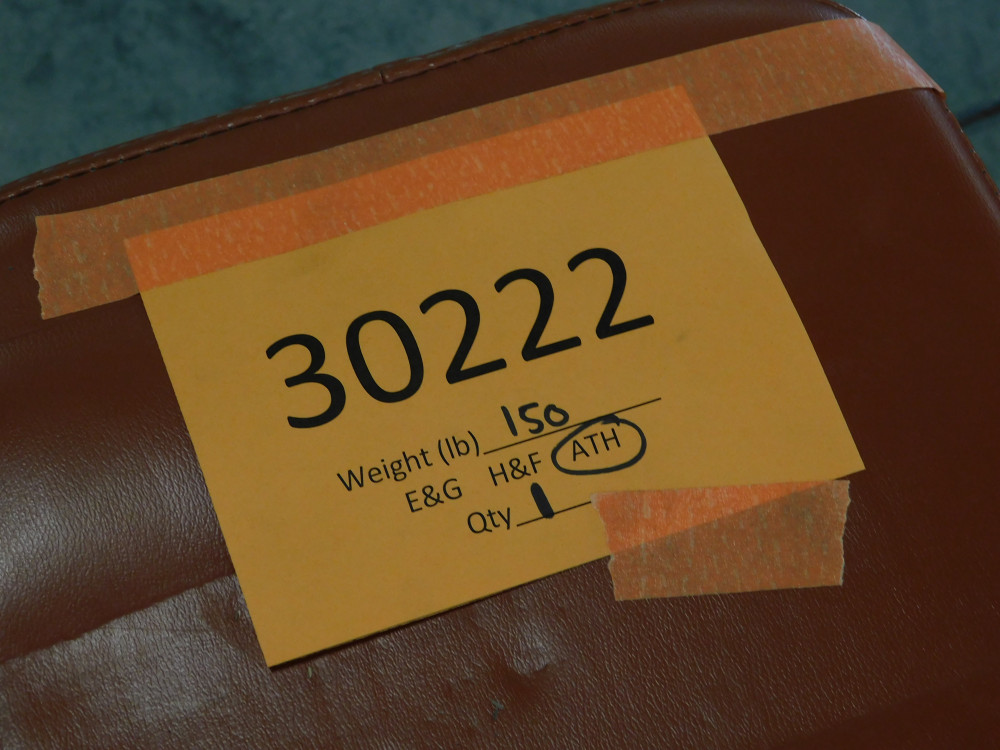 30222
Weight (lb) 150
E&G H&F ATH
Qty 1